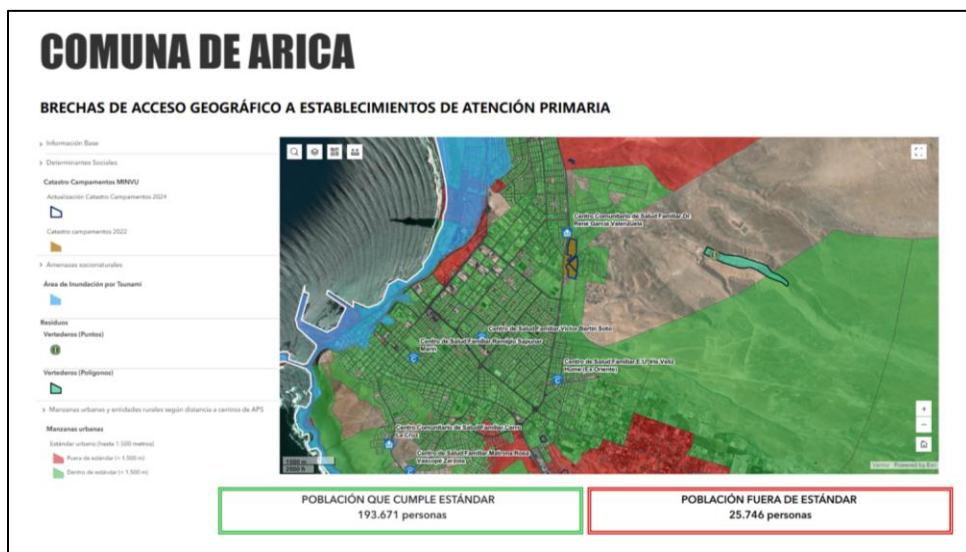 COMUNA DE ARICA
BRECHAS DE ACCESO GEOGRÁFICO A ESTABLECIMIENTOS DE ATENCIÓN PRIMARIA
Información Base
Determinantes Sociales
Catastro Campamentos MINVU
Actualización Catastro Campamentos 2024
Catastro campamentos 2022
Amenazas socionaturales
Área de Inundación por Tsunami
Residuos
Vertederos (Puntos)
Vertederos (Polígonos)
Manzanas urbanas y entidades rurales según distancia a centros de APS
Manzanas urbanas
Estándar urbano (hasta 1.500 metros)
Fuera de estándar (> 1.500 m)
Dentro de estándar (< 1.500 m)
Centro Comunitario de Salud Familiar Dr.
René García Valenzuela
Centro de Salud Familiar Víctor Bertín Soto
Centro de Salud Familiar Remigio Sapunar
Marín
Centro de Salud Familiar E.U. Iris Veliz
Hume (Ex Oriente)
Centro Comunitario de Salud Familiar Cerro
La Cruz
Centro de Salud Familiar Matrona Rosa
Vascopé Zarzola
1000 m
2000 ft
Powered by Esri
POBLACIÓN QUE CUMPLE ESTÁNDAR
193.671 personas
POBLACIÓN FUERA DE ESTÁNDAR
25.746 personas